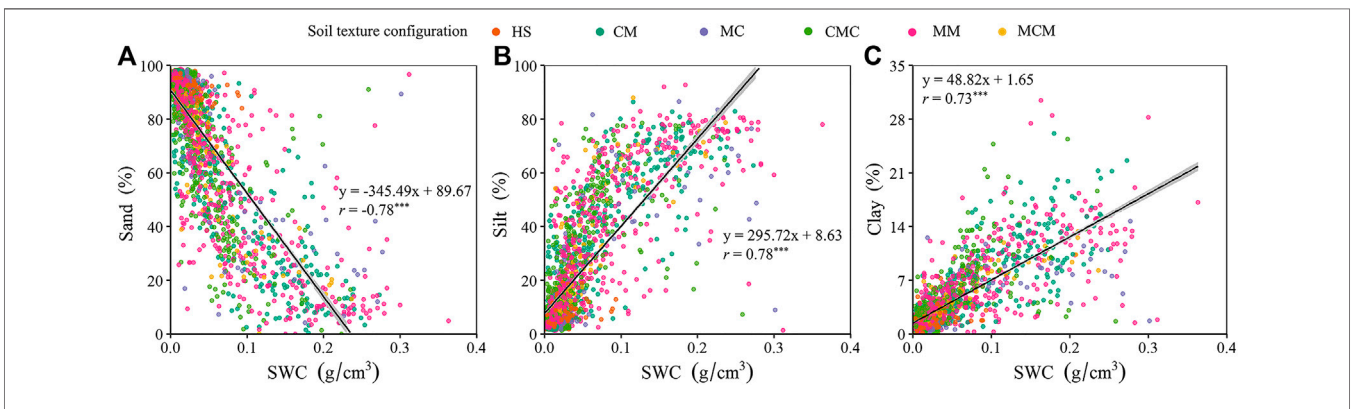 Soil texture configuration HS CM MC CMC MM MCM
A
100
80
60
40
20
0
Sand (%)
y = -345.49x + 89.67
r = -0.78***
0.0 0.1 0.2 0.3 0.4
SWC (g/cm³)
B
100
80
60
40
20
0
Silt (%)
y = 295.72x + 8.63
r = 0.78***
0.0 0.1 0.2 0.3 0.4
SWC (g/cm³)
C
35
28
21
14
7
0
Clay (%)
y = 48.82x + 1.65
r = 0.73***
0.0 0.1 0.2 0.3 0.4
SWC (g/cm³)